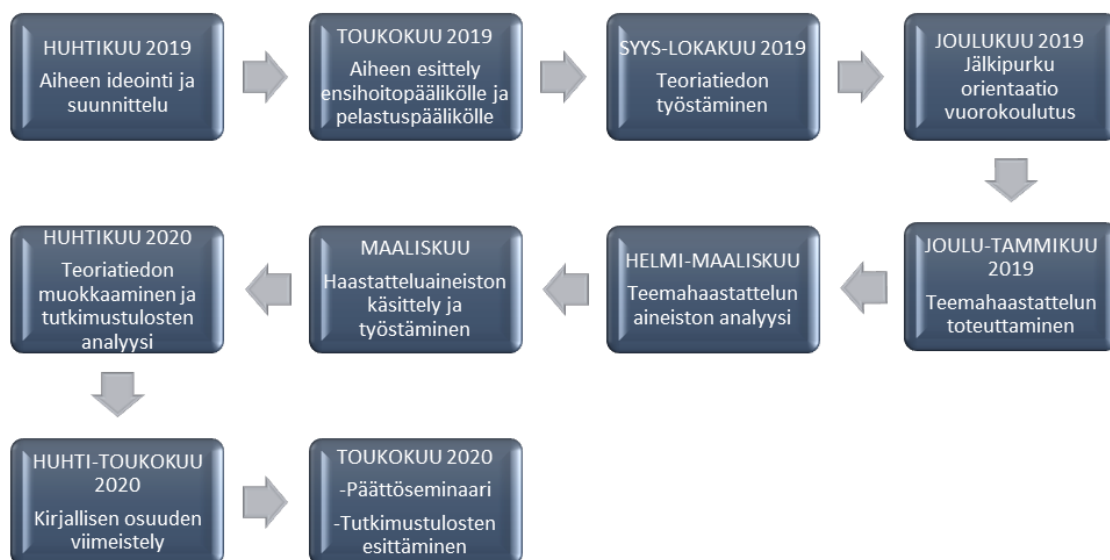 HUHTIKUU 2019
Aiheen ideointi ja
suunnittelu
TOUKOKUU 2019
Aiheen esittely
ensihoitopäälikölle ja
pelastuspäälikölle
SYYS-LOKAKUU 2019
Teoriatiedon
työstäminen
JOULUKUU 2019
Jälkipurku
orientaatio
vuorokoulutus
JOULU-TAMMIKUU
2019
Teemahaastattelun
toteuttaminen
HELMI-MAALISKUU
Teemahaastattelun
aineiston analyysi
MAALISKUU
Haastatteluaineiston
käsittely ja
työstäminen
HUHTIKUU 2020
Teoriatiedon
muokkaaminen ja
tutkimustulosten
analyysi
HUHTI-TOUKOKUU
2020
Kirjallisen osuuden
viimeistely
TOUKOKUU 2020
-Päättöseminaari
-Tutkimustulosten
esittäminen